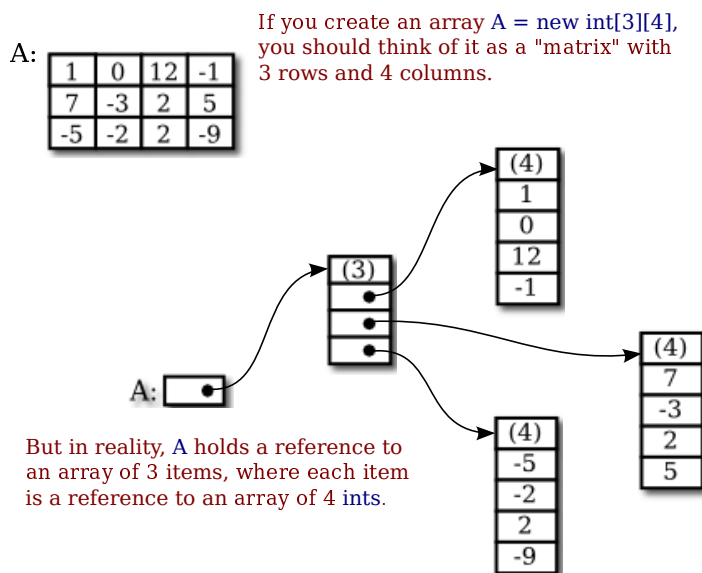 If you create an array A = new int[3][4],
you should think of it as a "matrix" with
3 rows and 4 columns.
A:
1 0 12 -1
7 -3 2 5
-5 -2 2 -9
(4)
1
0
12
-1
(3)
A:
(4)
7
-3
2
5
(4)
-5
-2
2
-9
But in reality, A holds a reference to
an array of 3 items, where each item
is a reference to an array of 4 ints.